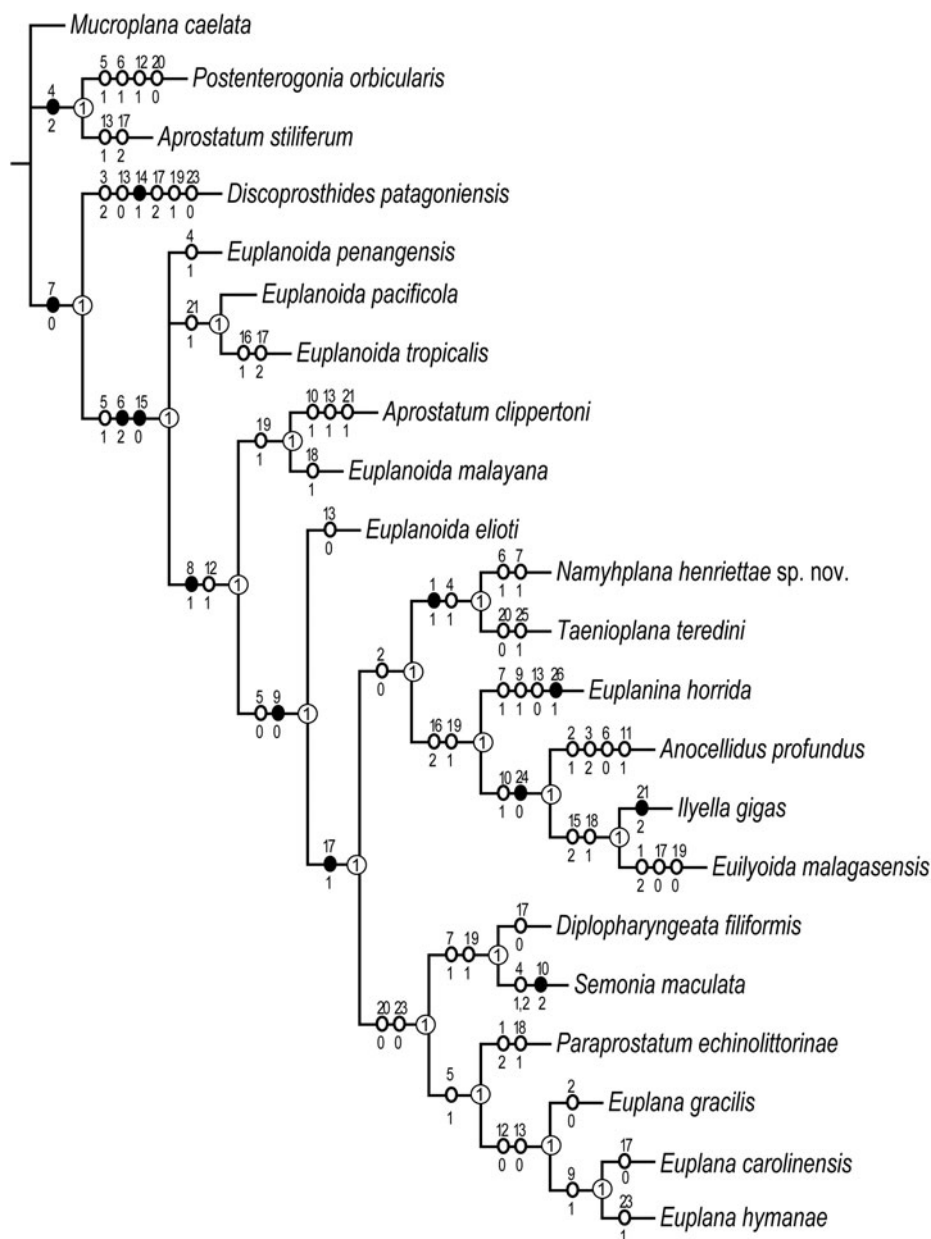 Mucroplana caelata
5 6 12 20
Postenterogonia orbicularis
1 1 1 0
4
1
2
13 17
Aprostatum stiliferum
1 2
3 13 14 17 19 23
Discoprosthides patagoniensis
2 0 1 2 1 0
4
Euplanoida penangensis
1
7
1
0
Euplanoida pacificola
21
1
1
16 17
Euplanoida tropicalis
1 2
5 6 15
1
1 2 0
10 13 21
Aprostatum clippertoni
1 1 1
19
1
1
18
Euplanoida malayana
1
13
Euplanoida elioti
0
8 12
1
1 1
6 7
Namyhplana henriettae sp. nov.
1 1
1 4
1
1 1
20 25
Taenioplana teredini
0 1
2
1
0
7 9 13 26
Euplanina horrida
1 1 0 1
5 9
1
0 0
16 19
1
2 1
2 3 6 11
Anocellidus profundus
1 2 0 1
10 24
1
1 0
21
Ilyella gigas
2
15 18
1
2 1
1 17 19
Euilyoida malagasensis
2 0 0
17
1
1
17
Diplopharyngeata filiformis
0
7 19
1
1 1
4 10
Semonia maculata
1,2 2
20 23
1
0 0
1 18
Paraprostatum echinolittorinae
2 1
5
1
1
2
Euplana gracilis
0
12 13
1
0 0
17
Euplana carolinensis
0
9
1
1
23
Euplana hymanae
1